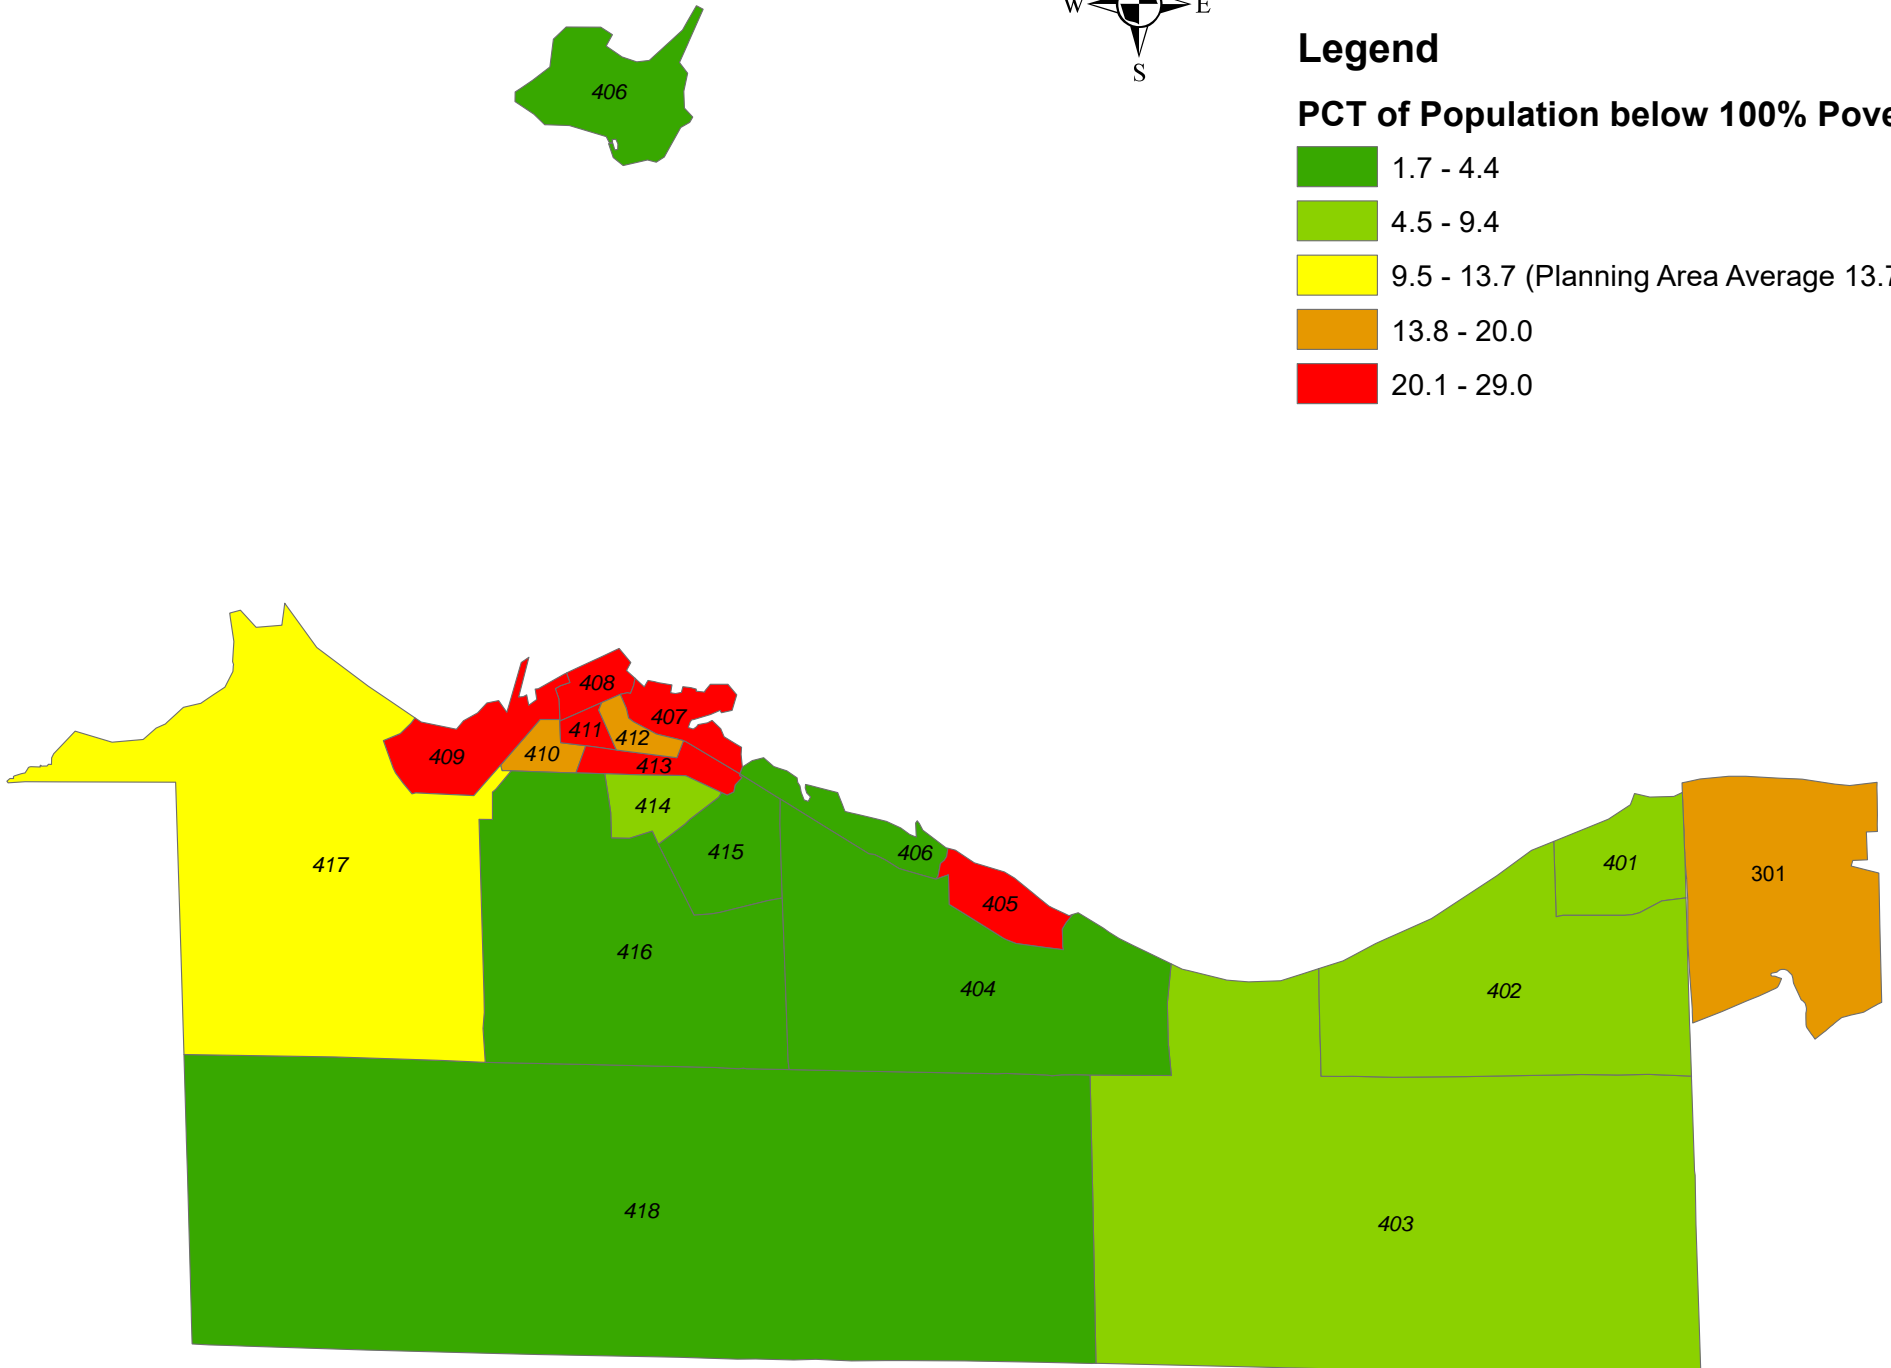 W E
S
Legend
PCT of Population below 100% Pove
1.7 - 4.4
4.5 - 9.4
9.5 - 13.7 (Planning Area Average 13.7
13.8 - 20.0
20.1 - 29.0
406
408
407
411
412
409
410
413
414
415
406
417
401
301
405
416
404
402
418
403